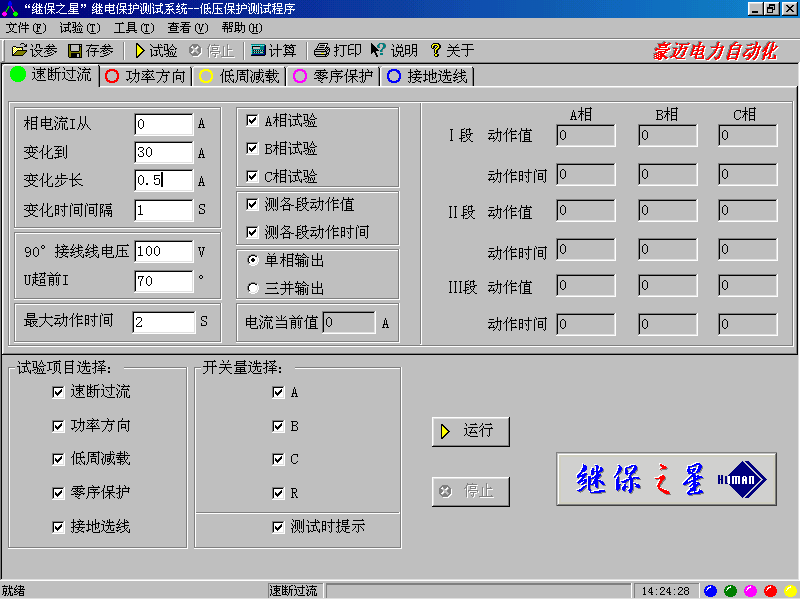 “继保之星”继电保护测试系统--低压保护测试程序
文件(F) 试验(T) 工具(T) 查看(V) 帮助(H)
设参 存参 试验 停止 计算 打印 说明 关于 豪迈电力自动化
速断过流 功率方向 低周减载 零序保护 接地选线
相电流I从 0 A
变化到 30 A
变化步长 0.5 A
变化时间间隔 1 S
90°接线线电压 100 V
U超前I 70 °
最大动作时间 2 S
A相试验
B相试验
C相试验
测各段动作值
测各段动作时间
单相输出
三并输出
电流当前值 0 A
A相 B相 C相
I段 动作值 0 0 0
动作时间 0 0 0
II段 动作值 0 0 0
动作时间 0 0 0
III段 动作值 0 0 0
动作时间 0 0 0
试验项目选择:
速断过流
功率方向
低周减载
零序保护
接地选线
开关量选择:
A
B
C
R
测试时提示
运行
停止
继保之星 HUMAN
就绪 速断过流 14:24:28